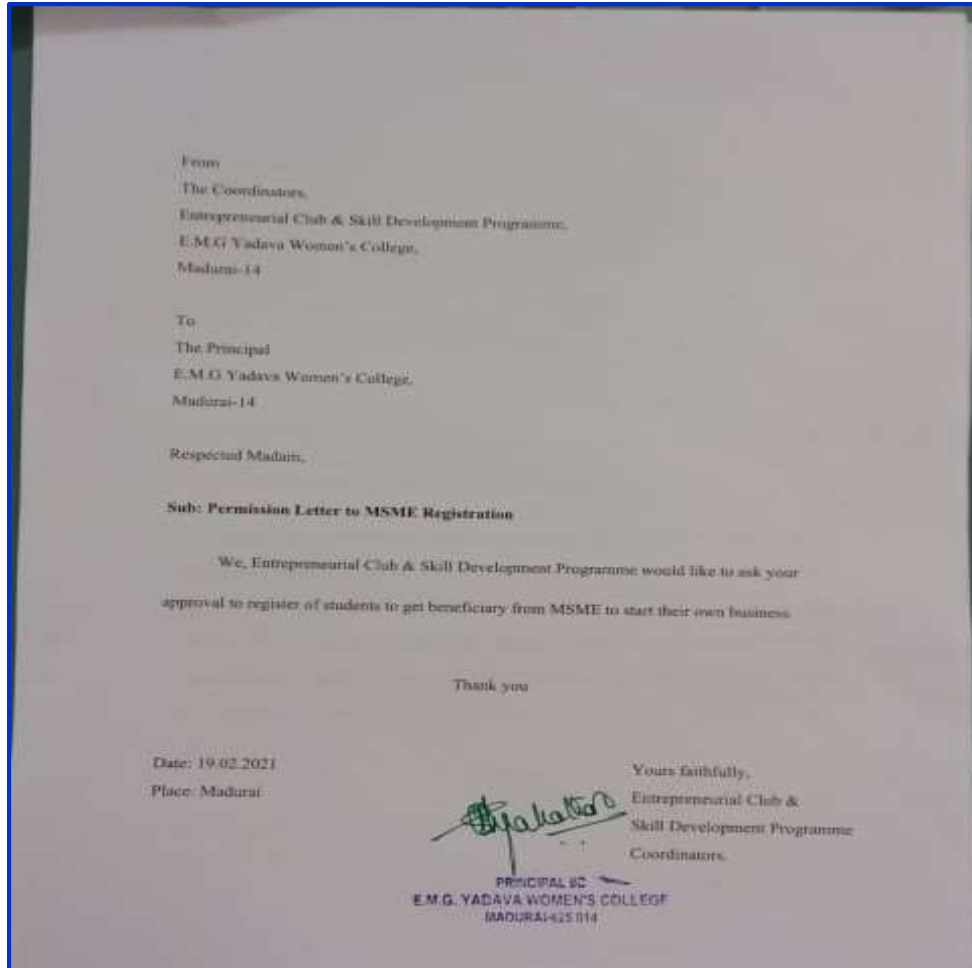 From
The Coordinators,
Entrepreneurial Club & Skill Development Programme,
E.M.G Yadava Women's College,
Madurai-14
To
The Principal
E.M.G Yadava Women's College,
Madurai-14
Respected Madam,
Sub: Permission Letter to MSME Registration
We, Entrepreneurial Club & Skill Development Programme would like to ask your
approval to register of students to get beneficiary from MSME to start their own business.
Thank you
Date: 19.02.2021
Place: Madurai
Yours faithfully,
Entrepreneurial Club &
Skill Development Programme
Coordinators.
PRINCIPAL
E.M.G. YADAVA WOMEN'S COLLEGE
MADURAI-625 014